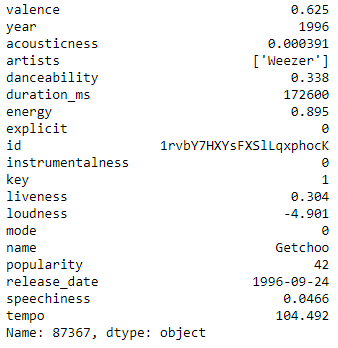 valence 0.625
year 1996
acousticness 0.000391
artists ['Weezer']
danceability 0.338
duration_ms 172600
energy 0.895
explicit 0
id 1rvbY7HXYsFXSlLqxphocK
instrumentalness 0
key 1
liveness 0.304
loudness -4.901
mode 0
name Getchoo
popularity 42
release_date 1996-09-24
speechiness 0.0466
tempo 104.492
Name: 87367, dtype: object